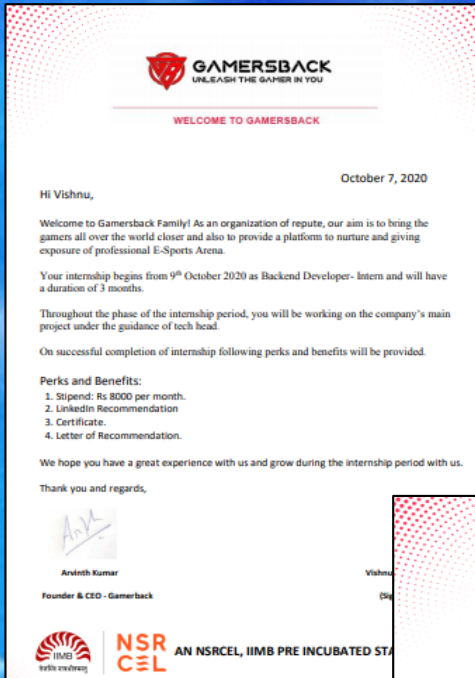 GAMERSBACK
UNLEASH THE GAMER IN YOU
WELCOME TO GAMERSBACK
October 7, 2020
Hi Vishnu,
Welcome to Gamersback Family! As an organization of repute, our aim is to bring the
gamers all over the world closer and also to provide a platform to nurture and giving
exposure of professional E-Sports Arena.
Your internship begins from 9th October 2020 as Backend Developer- Intern and will have
a duration of 3 months.
Throughout the phase of the internship period, you will be working on the company's main
project under the guidance of tech head.
On successful completion of internship following perks and benefits will be provided.
Perks and Benefits:
1. Stipend: Rs 8000 per month.
2. LinkedIn Recommendation
3. Certificate.
4. Letter of Recommendation.
We hope you have a great experience with us and grow during the internship period with us.
Thank you and regards,
Arvinth Kumar
Vishnu
Founder & CEO - Gamerback
(Sig
IIMB
NSR
CEL
AN NSRCEL, IIMB PRE INCUBATED STA